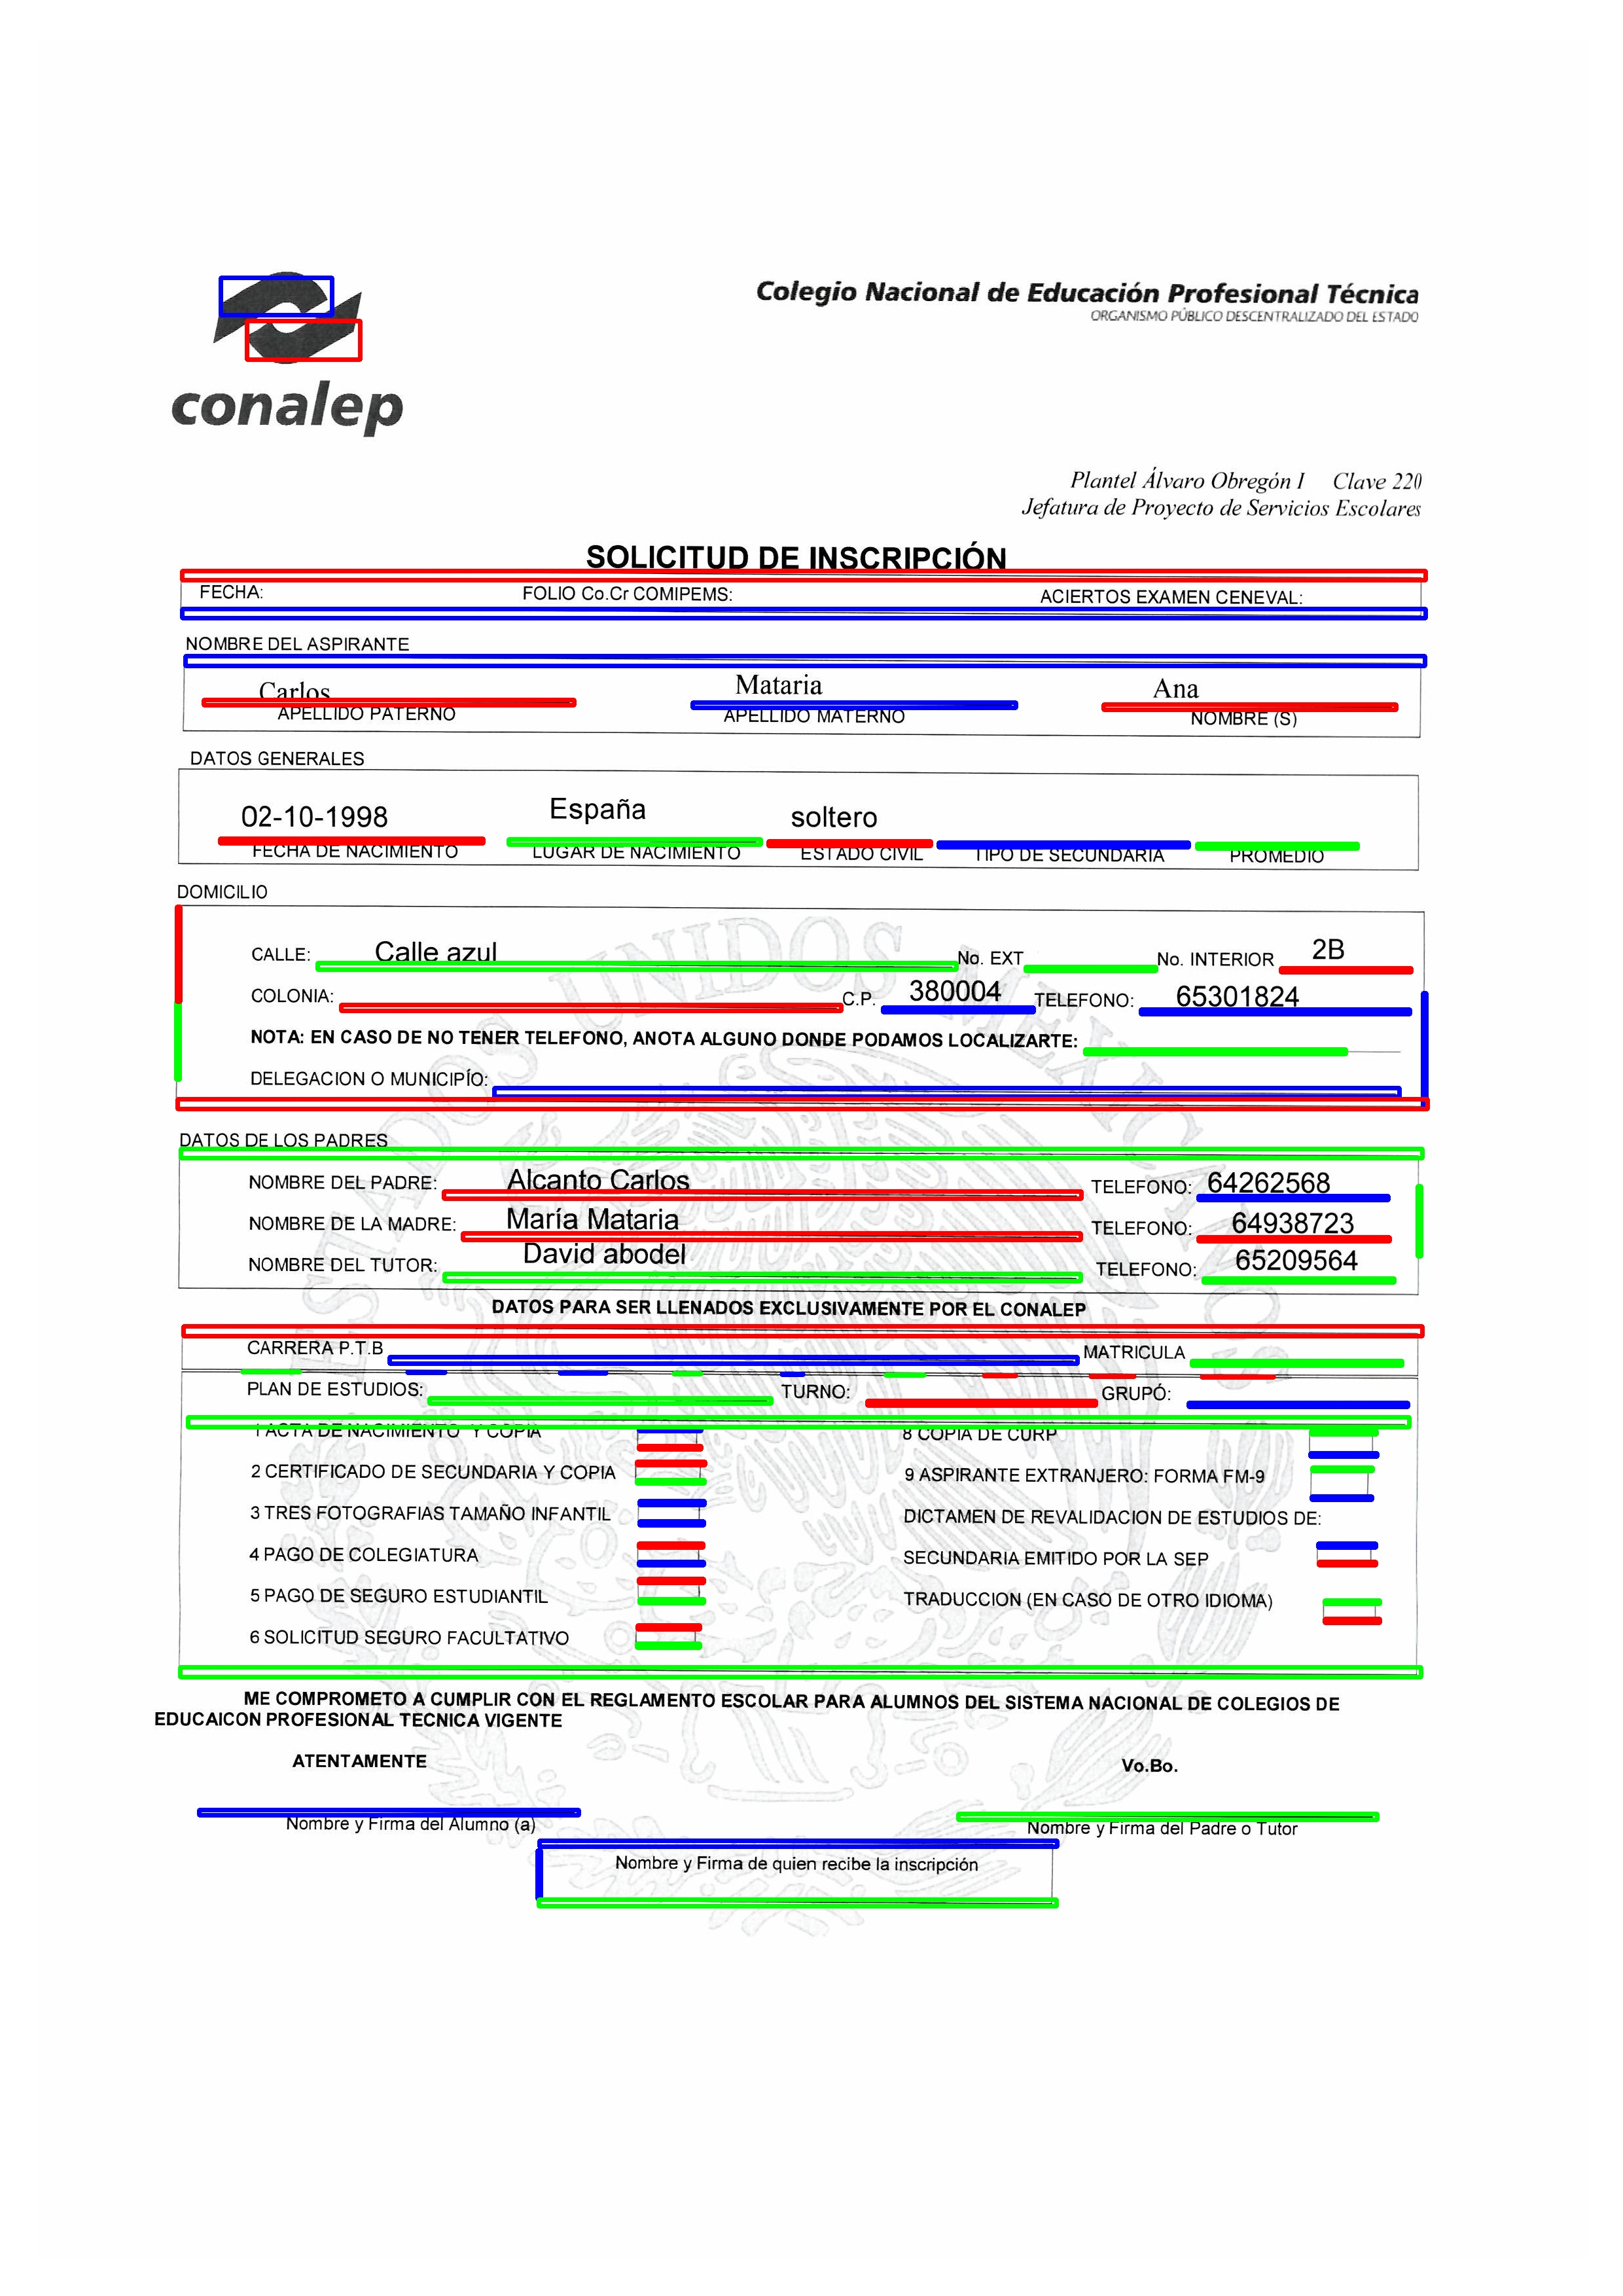 Colegio Nacional de Educación Profesional Técnica
ORGANISMO PÚBLICO DESCENTRALIZADO DEL ESTADO
conalep
Plantel Álvaro Obregón I Clave 220
Jefatura de Proyecto de Servicios Escolares
SOLICITUD DE INSCRIPCIÓN
FECHA: FOLIO Co.Cr COMIPEMS: ACIERTOS EXAMEN CENEVAL:
NOMBRE DEL ASPIRANTE
Carlos Mataria Ana
APELLIDO PATERNO APELLIDO MATERNO NOMBRE (S)
DATOS GENERALES
02-10-1998 España soltero
FECHA DE NACIMIENTO LUGAR DE NACIMIENTO ESTADO CIVIL TIPO DE SECUNDARIA PROMEDIO
DOMICILIO
CALLE: Calle azul No. EXT No. INTERIOR 2B
COLONIA: C.P. 380004 TELEFONO: 65301824
NOTA: EN CASO DE NO TENER TELEFONO, ANOTA ALGUNO DONDE PODAMOS LOCALIZARTE:
DELEGACION O MUNICIPÍO:
ESTADOS UNIDOS MEXICANOS
DATOS DE LOS PADRES
NOMBRE DEL PADRE: Alcanto Carlos TELEFONO: 64262568
NOMBRE DE LA MADRE: María Mataria TELEFONO: 64938723
NOMBRE DEL TUTOR: David abodel TELEFONO: 65209564
DATOS PARA SER LLENADOS EXCLUSIVAMENTE POR EL CONALEP
CARRERA P.T.B MATRICULA
PLAN DE ESTUDIOS: TURNO: GRUPÓ:
1 ACTA DE NACIMIENTO Y COPIA 8 COPIA DE CURP
2 CERTIFICADO DE SECUNDARIA Y COPIA 9 ASPIRANTE EXTRANJERO: FORMA FM-9
3 TRES FOTOGRAFIAS TAMAÑO INFANTIL DICTAMEN DE REVALIDACION DE ESTUDIOS DE:
4 PAGO DE COLEGIATURA SECUNDARIA EMITIDO POR LA SEP
5 PAGO DE SEGURO ESTUDIANTIL TRADUCCION (EN CASO DE OTRO IDIOMA)
6 SOLICITUD SEGURO FACULTATIVO
ME COMPROMETO A CUMPLIR CON EL REGLAMENTO ESCOLAR PARA ALUMNOS DEL SISTEMA NACIONAL DE COLEGIOS DE
EDUCAICON PROFESIONAL TECNICA VIGENTE
ATENTAMENTE Vo.Bo.
Nombre y Firma del Alumno (a) Nombre y Firma del Padre o Tutor
Nombre y Firma de quien recibe la inscripción